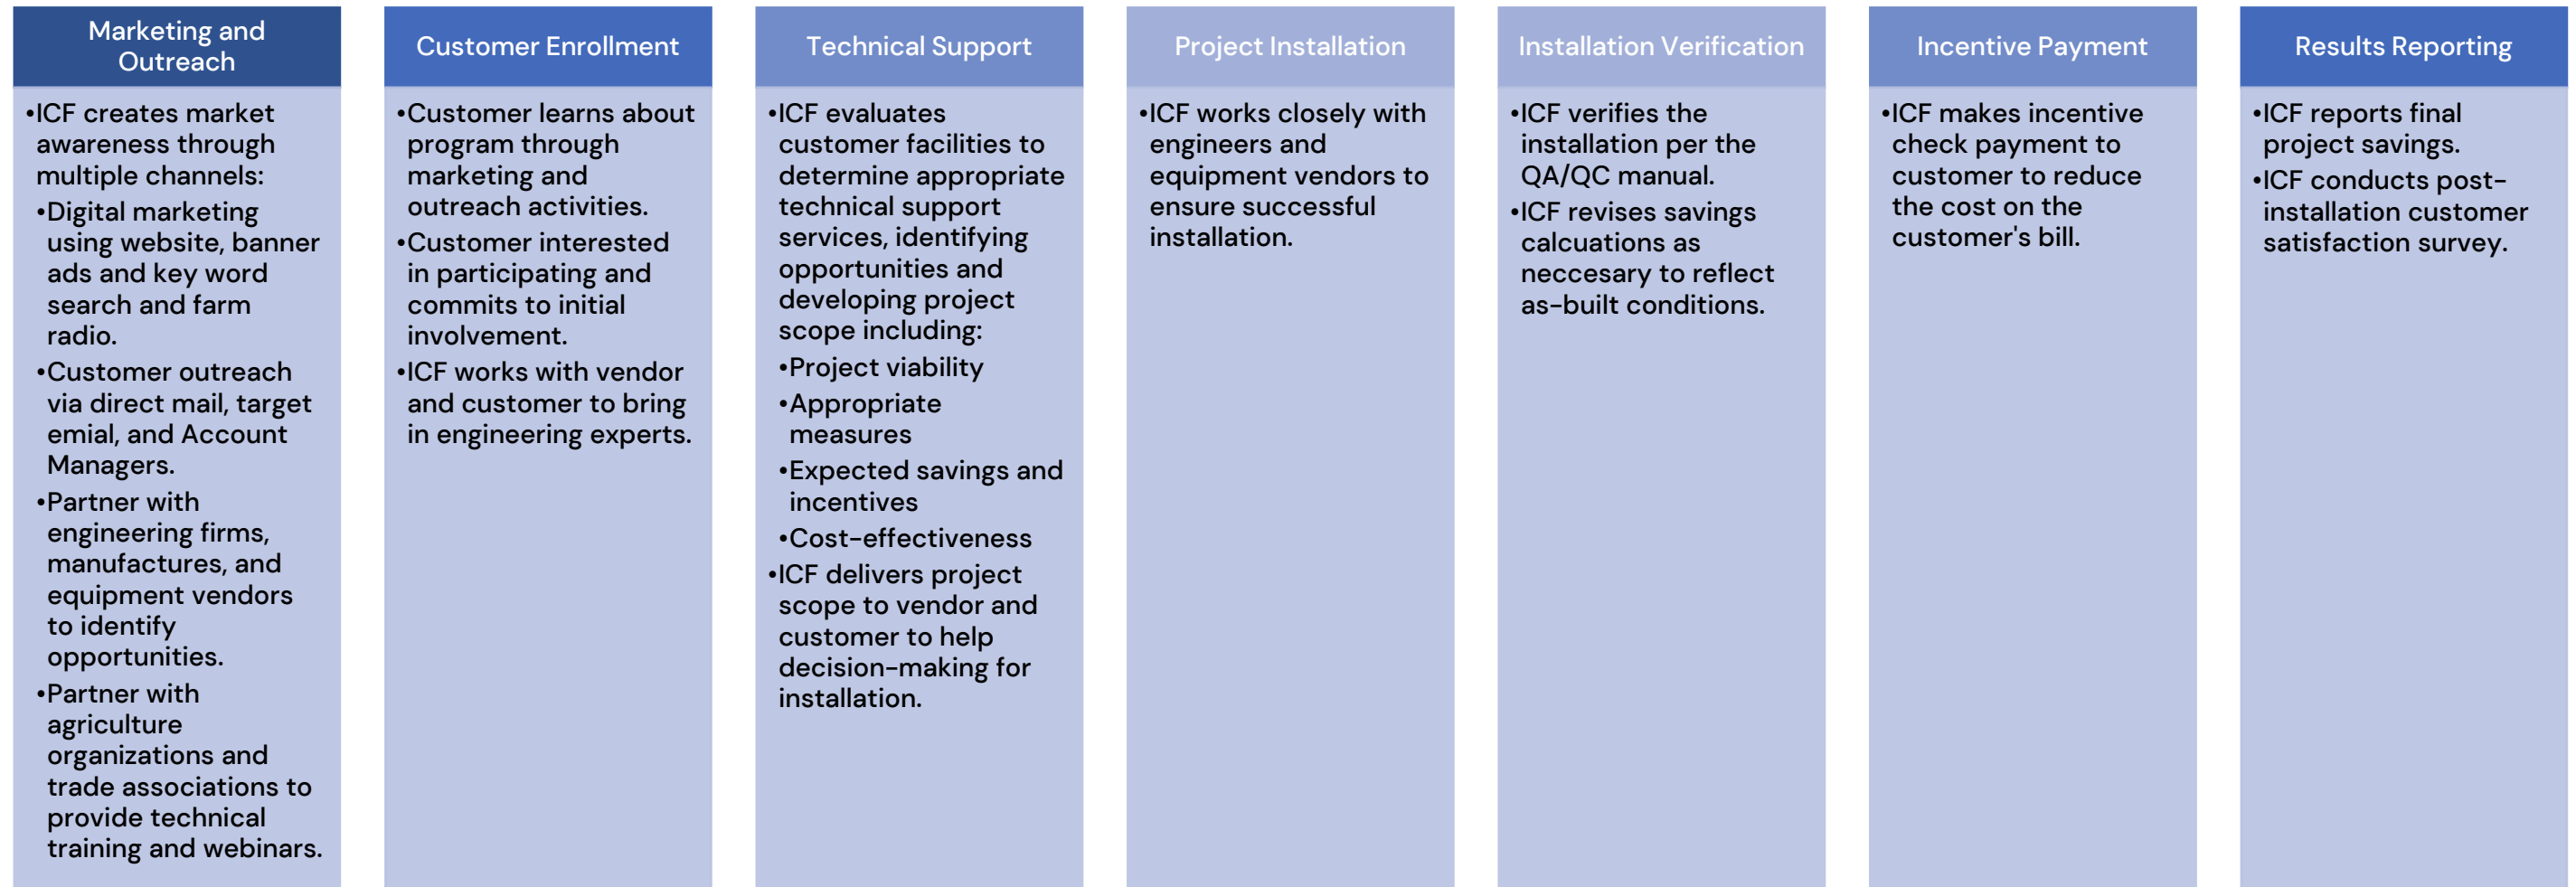 Marketing and
Outreach
•ICF creates market
awareness through
multiple channels:
•Digital marketing
using website, banner
ads and key word
search and farm
radio.
•Customer outreach
via direct mail, target
emial, and Account
Managers.
•Partner with
engineering firms,
manufactures, and
equipment vendors
to identify
opportunities.
•Partner with
agriculture
organizations and
trade associations to
provide technical
training and webinars.
Customer Enrollment
•Customer learns about
program through
marketing and
outreach activities.
•Customer interested
in participating and
commits to initial
involvement.
•ICF works with vendor
and customer to bring
in engineering experts.
Technical Support
•ICF evaluates
customer facilities to
determine appropriate
technical support
services, identifying
opportunities and
developing project
scope including:
•Project viability
•Appropriate
measures
•Expected savings and
incentives
•Cost-effectiveness
•ICF delivers project
scope to vendor and
customer to help
decision-making for
installation.
Project Installation
•ICF works closely with
engineers and
equipment vendors to
ensure successful
installation.
Installation Verification
•ICF verifies the
installation per the
QA/QC manual.
•ICF revises savings
calcuations as
neccesary to reflect
as-built conditions.
Incentive Payment
•ICF makes incentive
check payment to
customer to reduce
the cost on the
customer's bill.
Results Reporting
•ICF reports final
project savings.
•ICF conducts post-
installation customer
satisfaction survey.